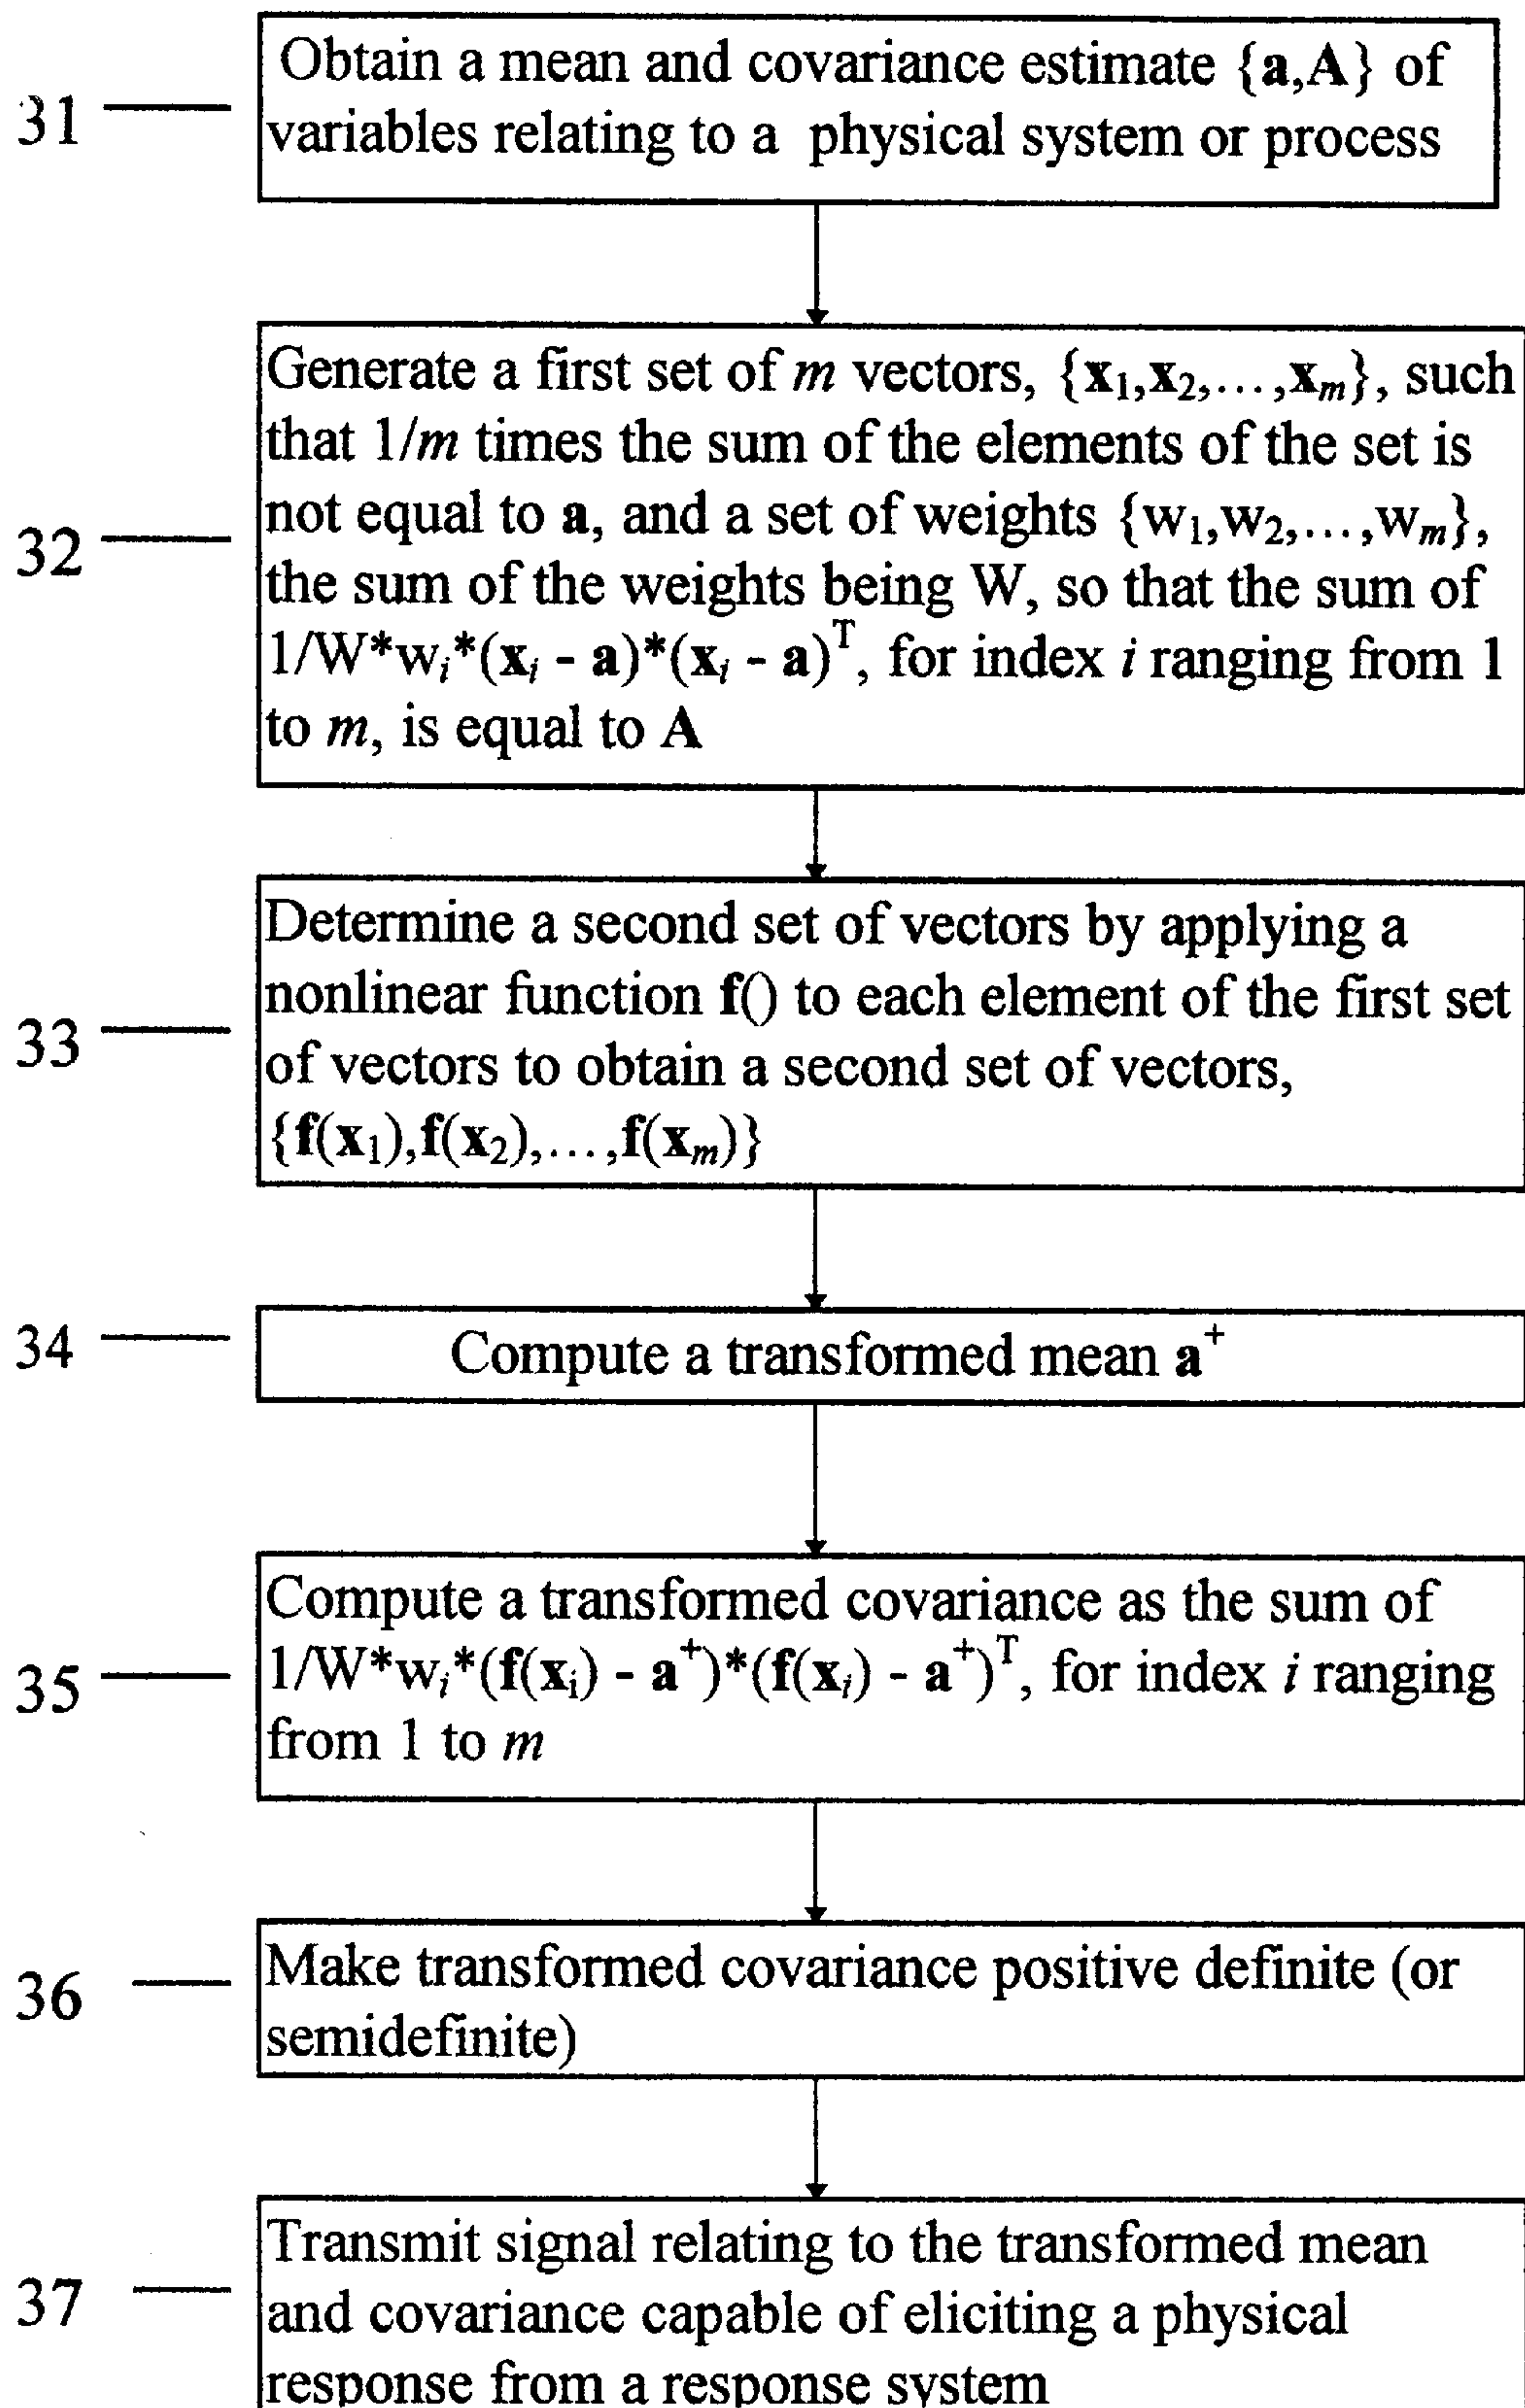 31
Obtain a mean and covariance estimate {a,A} of
variables relating to a physical system or process
32
Generate a first set of m vectors, {x₁,x₂,…,xₘ}, such
that 1/m times the sum of the elements of the set is
not equal to a, and a set of weights {w₁,w₂,…,wₘ},
the sum of the weights being W, so that the sum of
1/W*wᵢ*(xᵢ - a)*(xᵢ - a)ᵀ, for index i ranging from 1
to m, is equal to A
33
Determine a second set of vectors by applying a
nonlinear function f() to each element of the first set
of vectors to obtain a second set of vectors,
{f(x₁),f(x₂),…,f(xₘ)}
34
Compute a transformed mean a⁺
35
Compute a transformed covariance as the sum of
1/W*wᵢ*(f(xᵢ) - a⁺)*(f(xᵢ) - a⁺)ᵀ, for index i ranging
from 1 to m
36
Make transformed covariance positive definite (or
semidefinite)
37
Transmit signal relating to the transformed mean
and covariance capable of eliciting a physical
response from a response system